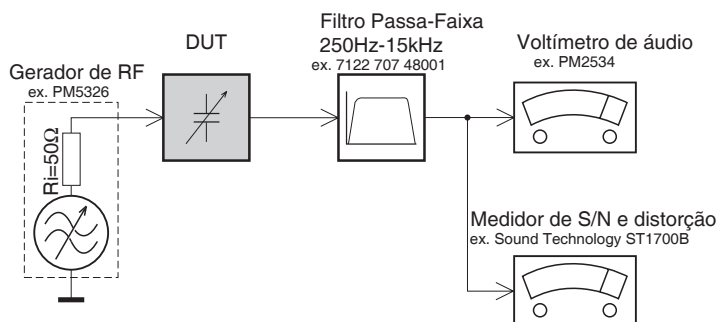 Filtro Passa-Faixa
250Hz-15kHz
ex. 7122 707 48001
DUT
Voltímetro de áudio
ex. PM2534
Gerador de RF
ex. PM5326
Ri=50Ω
Medidor de S/N e distorção
ex. Sound Technology ST1700B